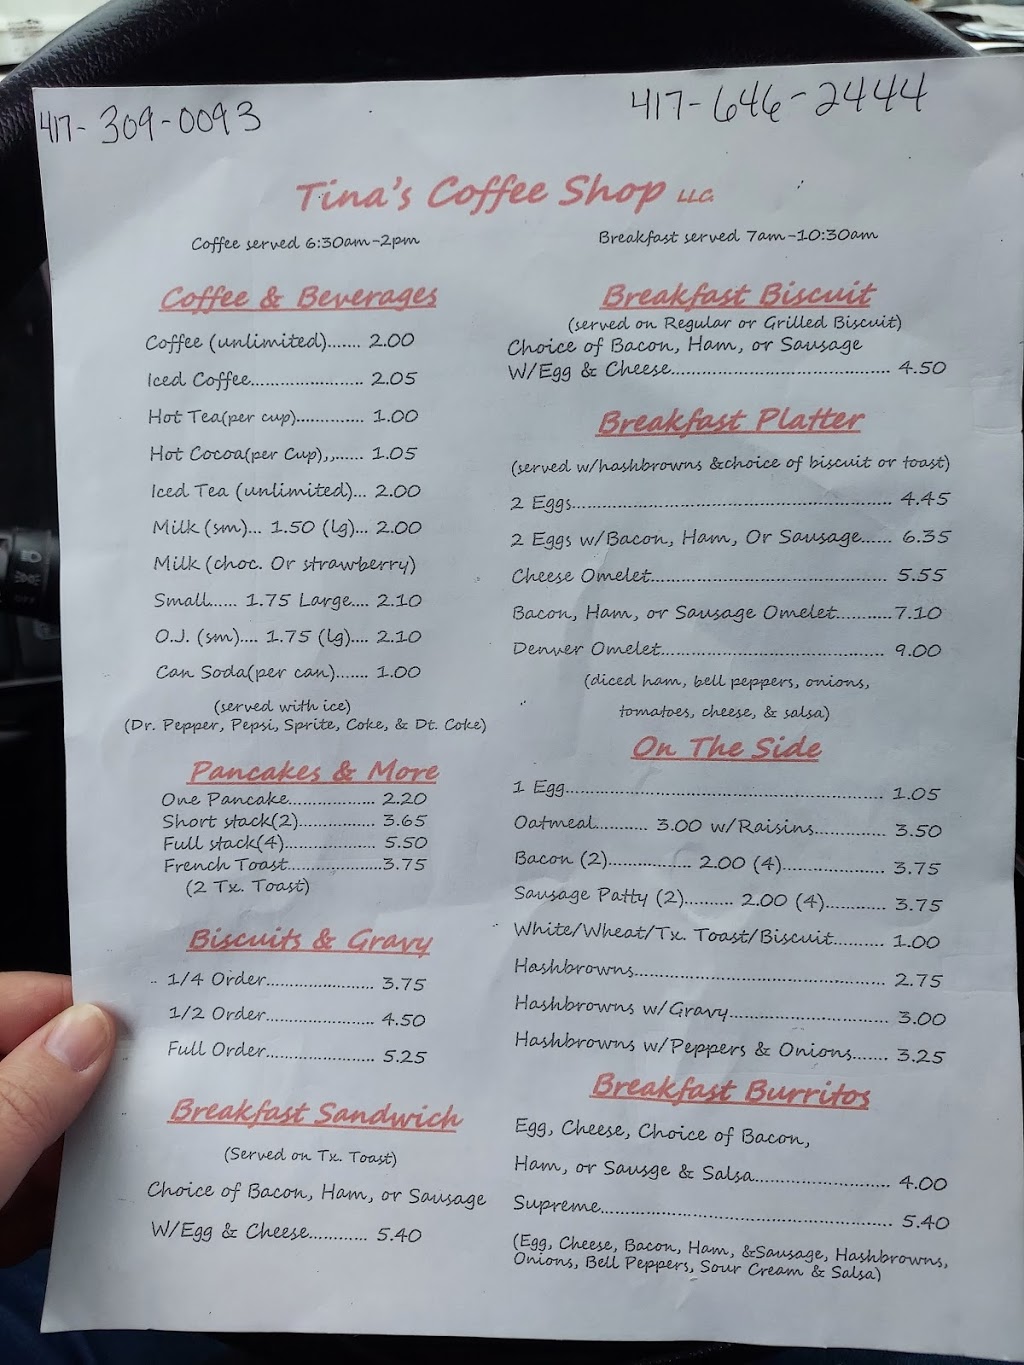 417-309-0093
417-646-2444
Tina's Coffee Shop LLC.
Coffee served 6:30am-2pm
Breakfast served 7am-10:30am
Coffee & Beverages
Coffee (unlimited)....... 2.00
Iced Coffee....................... 2.05
Hot Tea(per cup).............. 1.00
Hot Cocoa(per Cup),,...... 1.05
Iced Tea (unlimited)... 2.00
Milk (sm)... 1.50 (lg)... 2.00
Milk (choc. Or strawberry)
Small...... 1.75 Large.... 2.10
O.J. (sm).... 1.75 (lg).... 2.10
Can Soda(per can)....... 1.00
(served with ice)
(Dr. Pepper, Pepsi, Sprite, Coke, & Dt. Coke)
Pancakes & More
One Pancake.................. 2.20
Short stack(2)................ 3.65
Full stack(4)................... 5.50
French Toast....................3.75
(2 Tx. Toast)
Biscuits & Gravy
1/4 Order....................... 3.75
1/2 Order....................... 4.50
Full Order....................... 5.25
Breakfast Sandwich
(Served on Tx. Toast)
Choice of Bacon, Ham, or Sausage
W/Egg & Cheese............ 5.40
Breakfast Biscuit
(served on Regular or Grilled Biscuit)
Choice of Bacon, Ham, or Sausage
W/Egg & Cheese............................................ 4.50
Breakfast Platter
(served w/hashbrowns &choice of biscuit or toast)
2 Eggs................................................................. 4.45
2 Eggs w/Bacon, Ham, Or Sausage...... 6.35
Cheese Omelet................................................ 5.55
Bacon, Ham, or Sausage Omelet............7.10
Denver Omelet............................................. 9.00
(diced ham, bell peppers, onions,
tomatoes, cheese, & salsa)
On The Side
1 Egg................................................................ 1.05
Oatmeal........... 3.00 w/Raisins............... 3.50
Bacon (2)................. 2.00 (4)..................... 3.75
Sausage Patty (2).......... 2.00 (4)............. 3.75
White/Wheat/Tx. Toast/Biscuit.......... 1.00
Hashbrowns................................................... 2.75
Hashbrowns w/Gravy................................ 3.00
Hashbrowns w/Peppers & Onions....... 3.25
Breakfast Burritos
Egg, Cheese, Choice of Bacon,
Ham, or Sausge & Salsa........................... 4.00
Supreme........................................................... 5.40
(Egg, Cheese, Bacon, Ham, &Sausage, Hashbrowns,
Onions, Bell Peppers, Sour Cream & Salsa)